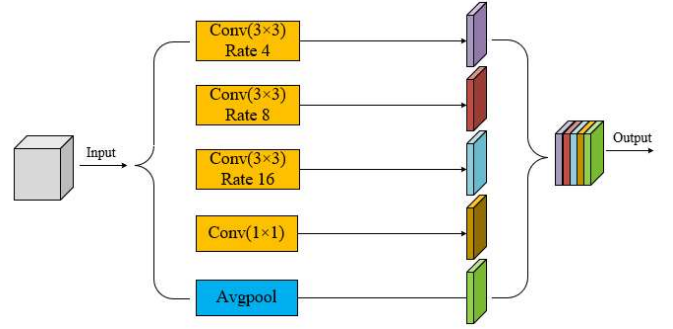 Conv(3×3)
Rate 4
Conv(3×3)
Rate 8
Input
Output
Conv(3×3)
Rate 16
Conv(1×1)
Avgpool